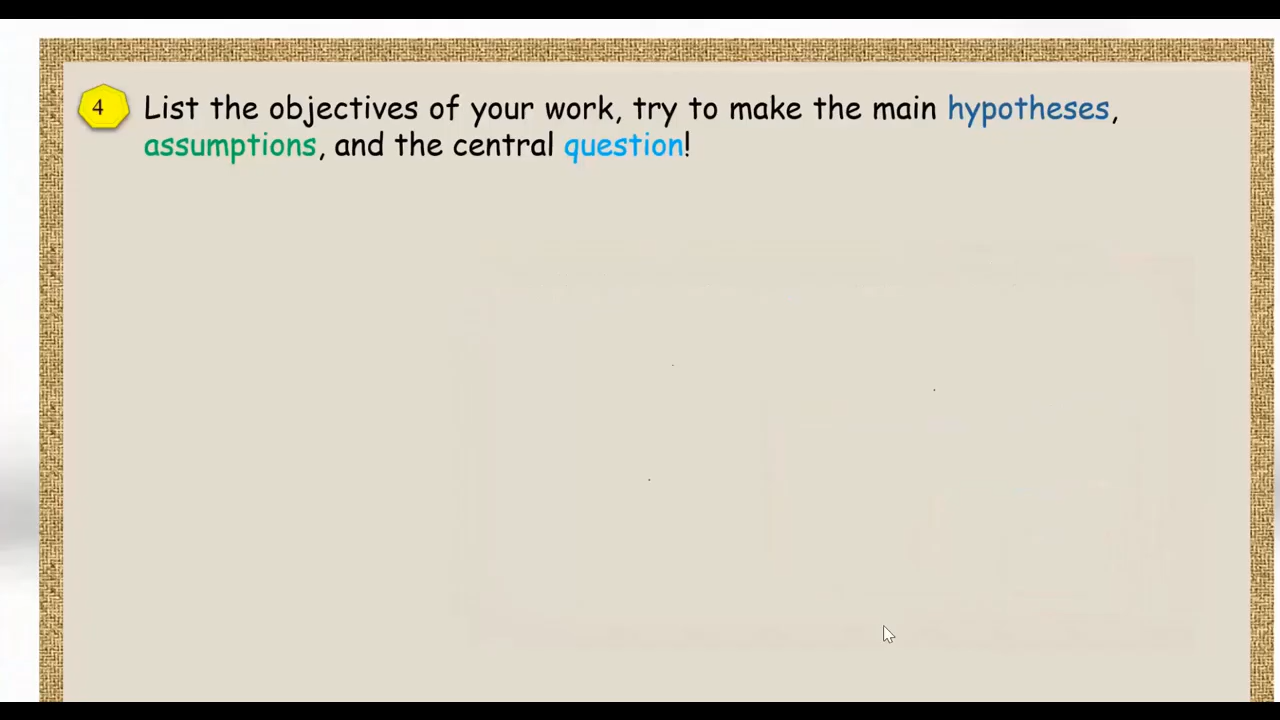 4 List the objectives of your work, try to make the main hypotheses,
assumptions, and the central question!